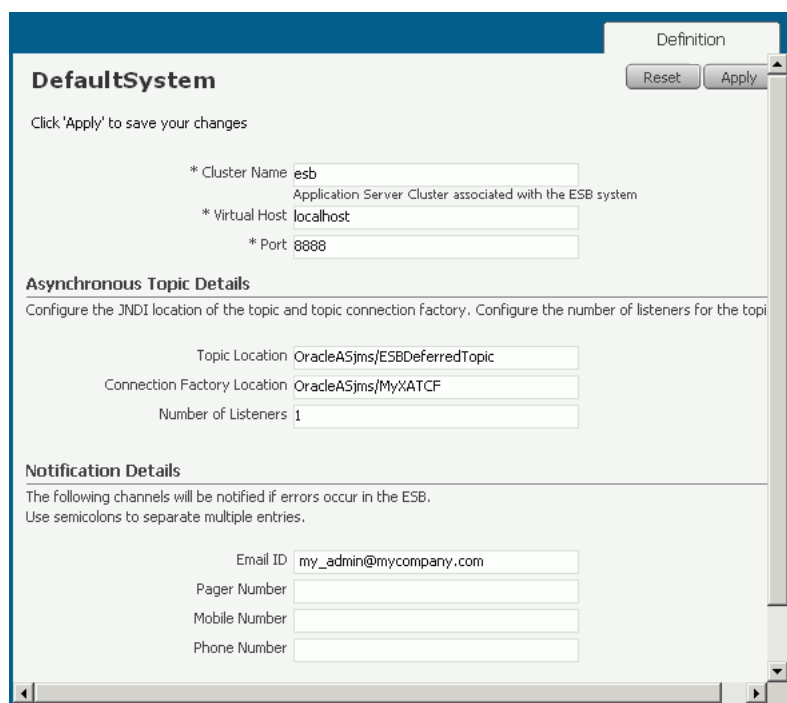 Definition
DefaultSystem
Reset Apply
Click 'Apply' to save your changes
* Cluster Name esb
Application Server Cluster associated with the ESB system
* Virtual Host localhost
* Port 8888
Asynchronous Topic Details
Configure the JNDI location of the topic and topic connection factory. Configure the number of listeners for the topi
Topic Location OracleASjms/ESBDeferredTopic
Connection Factory Location OracleASjms/MyXATCF
Number of Listeners 1
Notification Details
The following channels will be notified if errors occur in the ESB.
Use semicolons to separate multiple entries.
Email ID my_admin@mycompany.com
Pager Number
Mobile Number
Phone Number